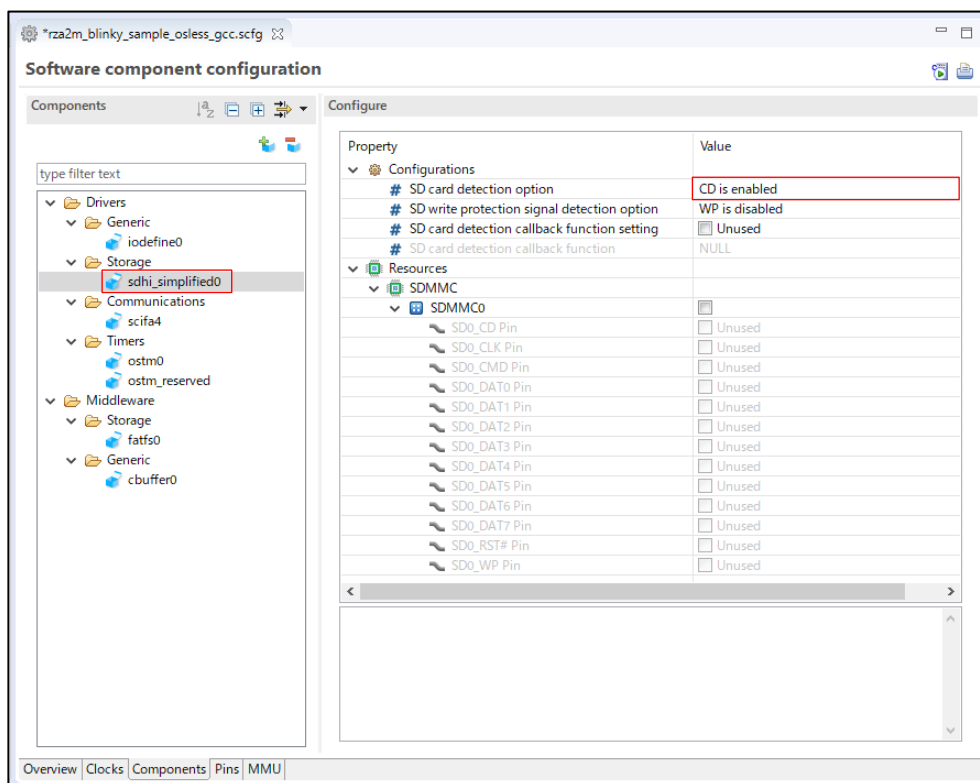 *rza2m_blinky_sample_osless_gcc.scfg
Software component configuration
Components
Configure
type filter text
Drivers
Generic
iodefine0
Storage
sdhi_simplified0
Communications
scifa4
Timers
ostm0
ostm_reserved
Middleware
Storage
fatfs0
Generic
cbuffer0
Property Value
Configurations
SD card detection option CD is enabled
SD write protection signal detection option WP is disabled
SD card detection callback function setting Unused
SD card detection callback function NULL
Resources
SDMMC
SDMMC0
SD0_CD Pin Unused
SD0_CLK Pin Unused
SD0_CMD Pin Unused
SD0_DAT0 Pin Unused
SD0_DAT1 Pin Unused
SD0_DAT2 Pin Unused
SD0_DAT3 Pin Unused
SD0_DAT4 Pin Unused
SD0_DAT5 Pin Unused
SD0_DAT6 Pin Unused
SD0_DAT7 Pin Unused
SD0_RST# Pin Unused
SD0_WP Pin Unused
Overview Clocks Components Pins MMU